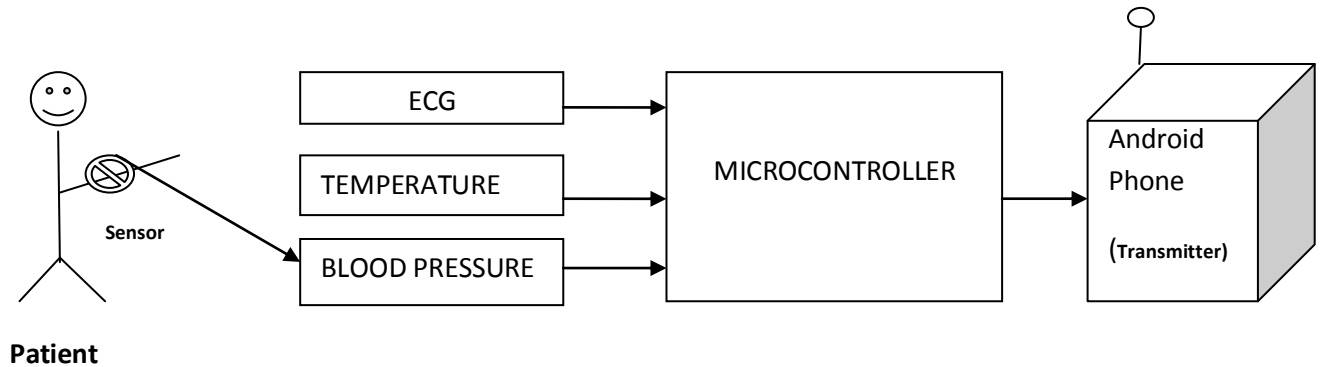 ECG
TEMPERATURE
BLOOD PRESSURE
MICROCONTROLLER
Android
Phone
(Transmitter)
Sensor
Patient